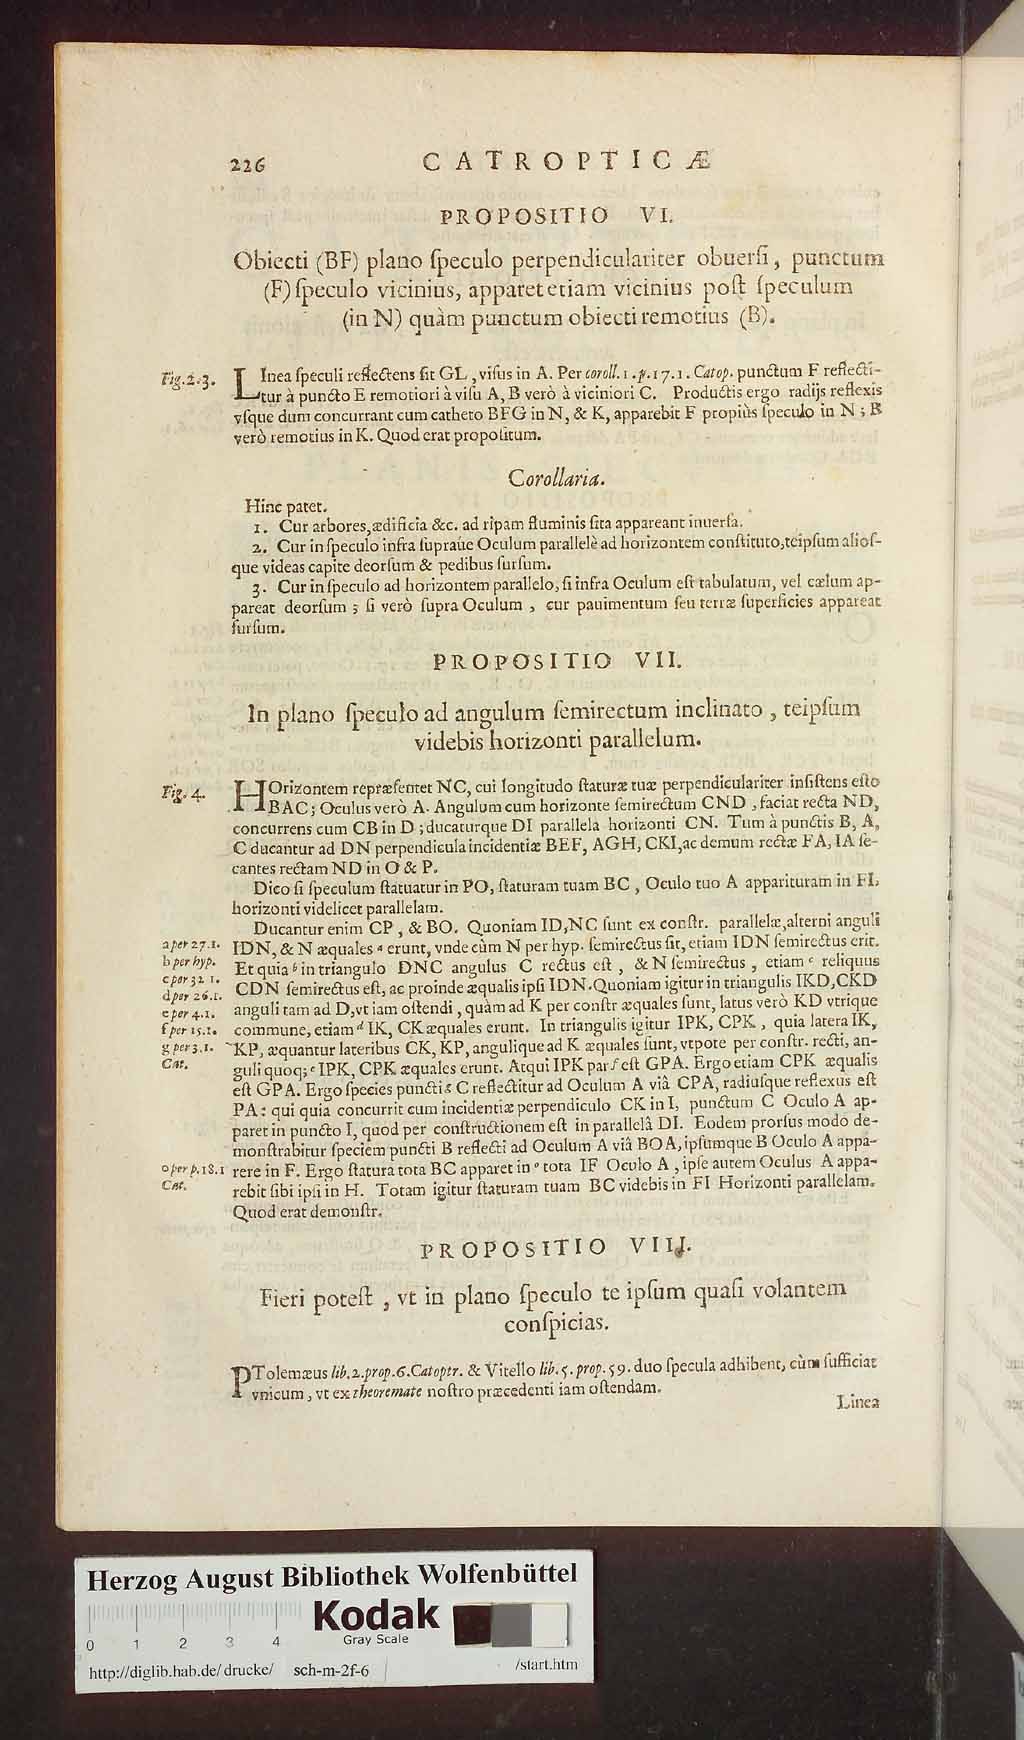 226 CATROPTICÆ
PROPOSITIO VI.
Obiecti (BF) plano ſpeculo perpendiculariter obuerſi, punctum
(F) ſpeculo vicinius, apparet etiam vicinius poſt ſpeculum
(in N) quàm punctum obiecti remotius (B).
Fig. 2. 3.
LInea ſpeculi reflectens ſit GL, viſus in A. Per coroll. 1. p. 17. 1. Catop. punctum F reflecti-
tur à puncto E remotiori à viſu A, B verò à viciniori C. Productis ergo radijs reflexis
vſque dum concurrant cum catheto BFG in N, & K, apparebit F propiùs ſpeculo in N; B
verò remotius in K. Quod erat propoſitum.
Corollaria.
Hinc patet.
1. Cur arbores, ædificia &c. ad ripam fluminis ſita appareant inuerſa.
2. Cur in ſpeculo infra ſupraùe Oculum parallelè ad horizontem conſtituto, teipſum alioſ-
que videas capite deorſum & pedibus ſurſum.
3. Cur in ſpeculo ad horizontem parallelo, ſi infra Oculum eſt tabulatum, vel cælum ap-
pareat deorſum; ſi verò ſupra Oculum, cur pauimentum ſeu terræ ſuperficies appareat
ſurſum.
PROPOSITIO VII.
In plano ſpeculo ad angulum ſemirectum inclinato, teipſum
videbis horizonti parallelum.
Fig. 4.
HOrizontem repræſentet NC, cui longitudo ſtaturæ tuæ perpendiculariter inſiſtens eſto
BAC; Oculus verò A. Angulum cum horizonte ſemirectum CND, faciat recta ND,
concurrens cum CB in D; ducaturque DI parallela horizonti CN. Tum à punctis B, A,
C ducantur ad DN perpendicula incidentiæ BEF, AGH, CKI, ac demum rectæ FA, IA ſe-
cantes rectam ND in O & P.
Dico ſi ſpeculum ſtatuatur in PO, ſtaturam tuam BC, Oculo tuo A apparituram in FI,
horizonti videlicet parallelam.
Ducantur enim CP, & BO. Quoniam ID, NC ſunt ex conſtr. parallelæ, alterni anguli
a per 27. 1. IDN, & N æquales a erunt, vnde cùm N per hyp. ſemirectus ſit, etiam IDN ſemirectus erit.
b per hyp. Et quia b in triangulo DNC angulus C rectus eſt, & N ſemirectus, etiam c reliquus
c per 32 1. CDN ſemirectus eſt, ac proinde æqualis ipſi IDN. Quoniam igitur in triangulis IKD, CKD
d per 26. 1. anguli tam ad D, vt iam oſtendi, quàm ad K per conſtr æquales ſunt, latus verò KD vtrique
e per 4. 1. commune, etiam d IK, CK æquales erunt. In triangulis igitur IPK, CPK, quia latera IK,
f per 15. 1. KP, æquantur lateribus CK, KP, angulique ad K æquales ſunt, vtpote per conſtr. recti, an-
g per 3. 1. guli quoq; e IPK, CPK æquales erunt. Atqui IPK par f eſt GPA. Ergo etiam CPK æqualis
Cat. eſt GPA. Ergo ſpecies puncti g C reflectitur ad Oculum A viâ CPA, radiuſque reflexus eſt
PA: qui quia concurrit cum incidentiæ perpendiculo CK in I, punctum C Oculo A ap-
paret in puncto I, quod per conſtructionem eſt in parallelâ DI. Eodem prorſus modo de-
monſtrabitur ſpeciem puncti B reflecti ad Oculum A viâ BOA, ipſumque B Oculo A appa-
o per p. 18. 1 rere in F. Ergo ſtatura tota BC apparet in o tota IF Oculo A, ipſe autem Oculus A appa-
Cat. rebit ſibi ipſi in H. Totam igitur ſtaturam tuam BC videbis in FI Horizonti parallelam.
Quod erat demonſtr.
PROPOSITIO VIII.
Fieri poteſt, vt in plano ſpeculo te ipſum quaſi volantem
conſpicias.
PTolemæus lib. 2. prop. 6. Catoptr. & Vitello lib. 5. prop. 59. duo ſpecula adhibent, cùm ſufficiat
vnicum, vt ex theoremate noſtro præcedenti iam oſtendam.
Linea
Herzog August Bibliothek Wolfenbüttel
Kodak
Gray Scale
0 1 2 3 4
http://diglib.hab.de/drucke/ sch-m-2f-6 /start.htm